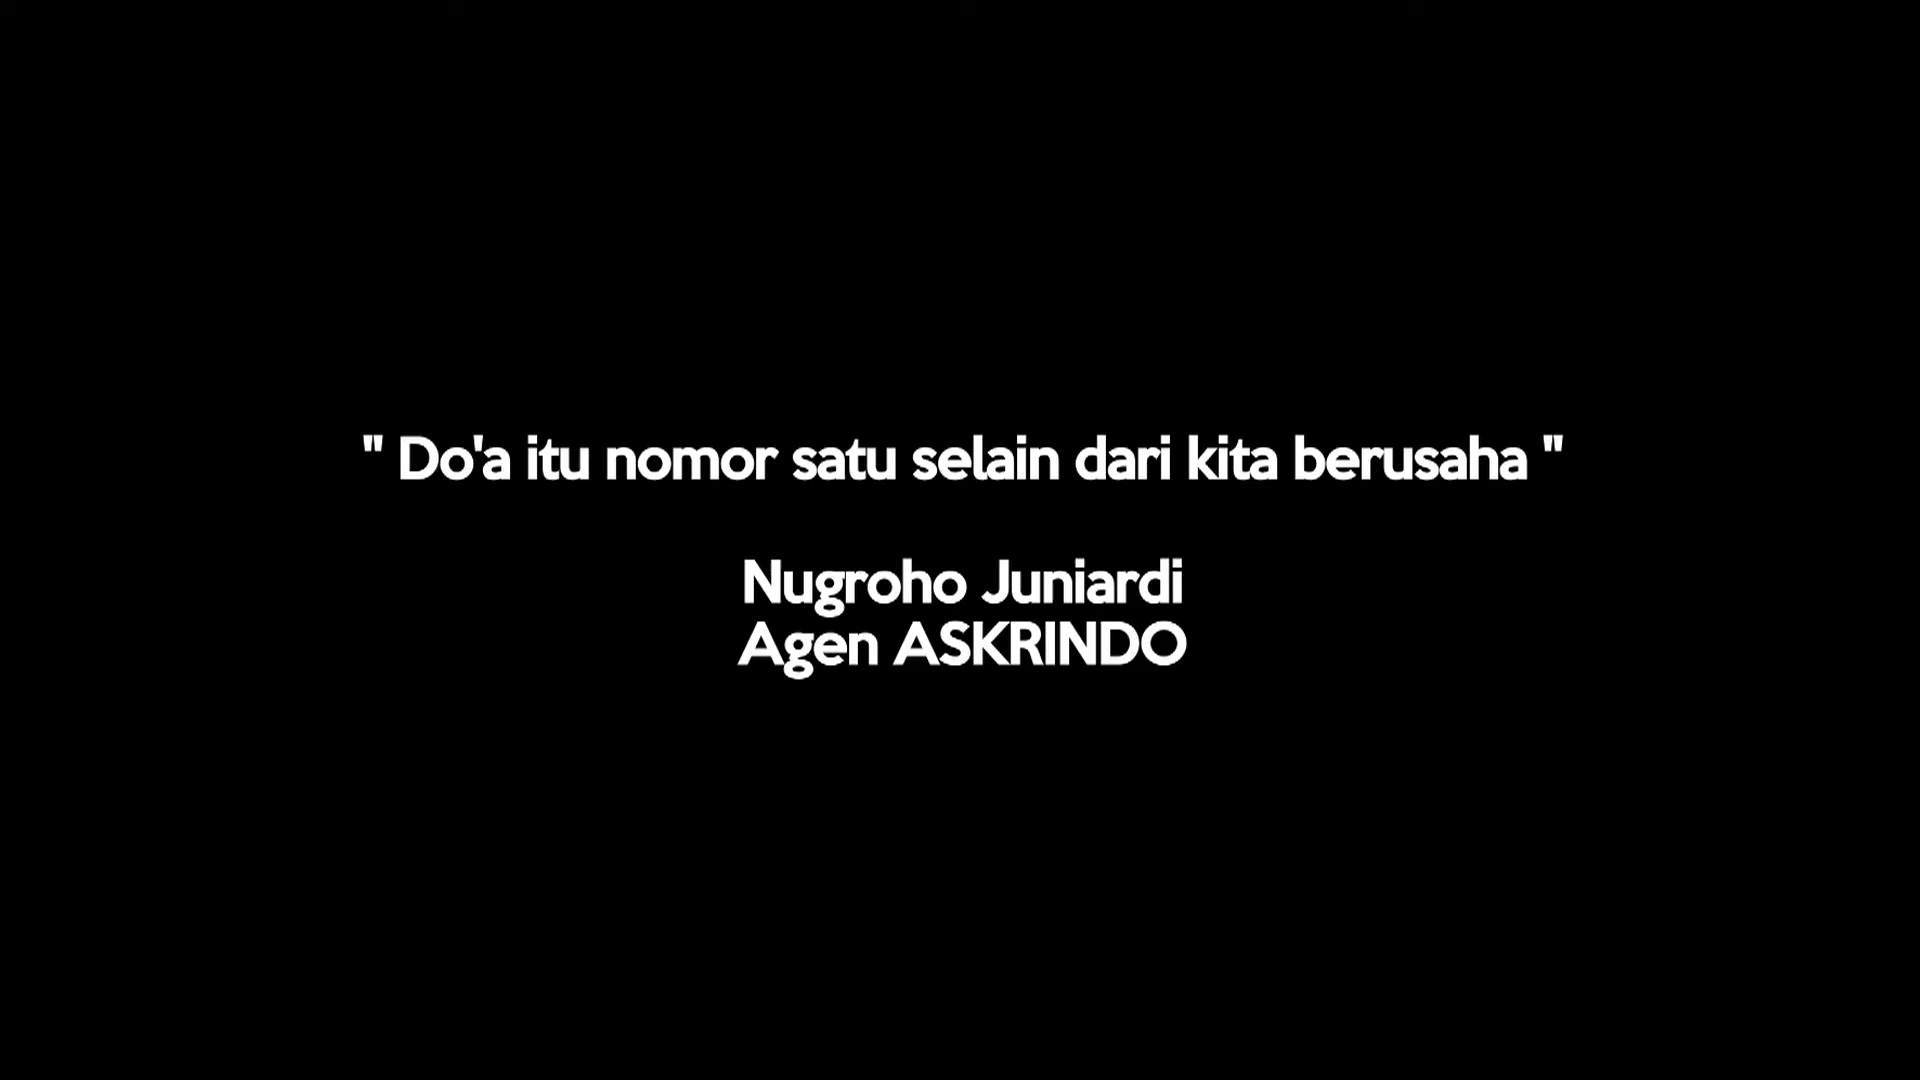 " Do'a itu nomor satu selain dari kita berusaha "
Nugroho Juniardi
Agen ASKRINDO